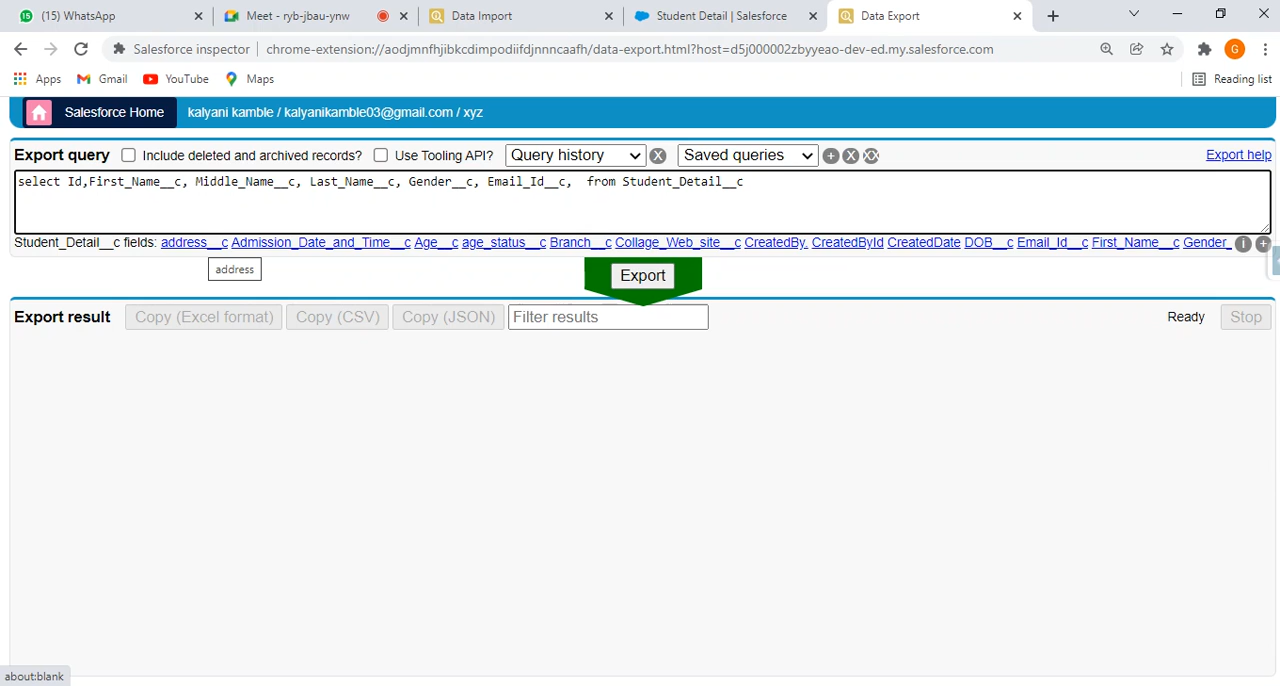 (15) WhatsApp
Meet - ryb-jbau-ynw
Data Import
Student Detail | Salesforce
Data Export
Salesforce inspector
chrome-extension://aodjmnfhjibkcdimpodiifdjnnncaafh/data-export.html?host=d5j000002zbyyeao-dev-ed.my.salesforce.com
G
Apps Gmail YouTube Maps Reading list
Salesforce Home kalyani kamble / kalyanikamble03@gmail.com / xyz
Export query Include deleted and archived records? Use Tooling API? Query history X Saved queries + X XX Export help
select Id,First_Name__c, Middle_Name__c, Last_Name__c, Gender__c, Email_Id__c,  from Student_Detail__c
Student_Detail__c fields: address__c Admission_Date_and_Time__c Age__c age_status__c Branch__c Collage_Web_site__c CreatedBy. CreatedById CreatedDate DOB__c Email_Id__c First_Name__c Gender_ i +
address
Export
Export result Copy (Excel format) Copy (CSV) Copy (JSON) Filter results Ready Stop
about:blank